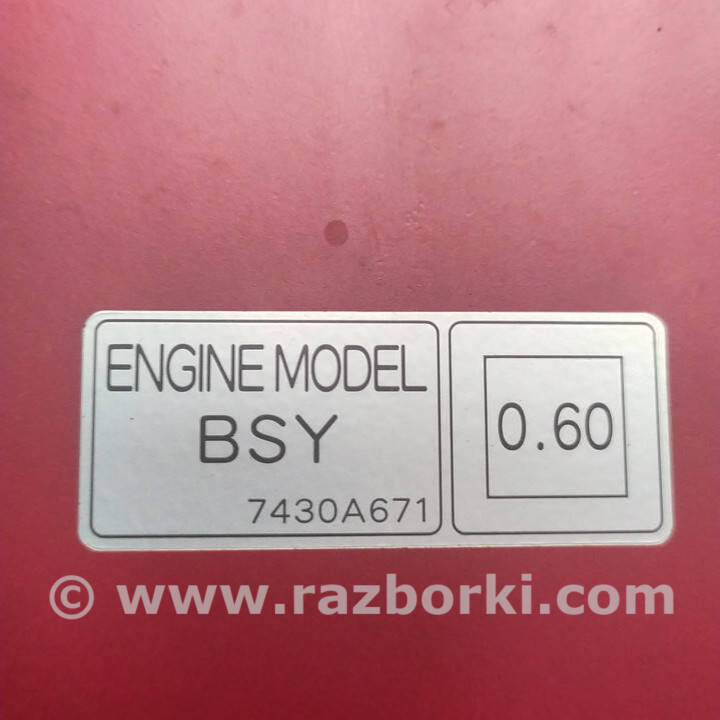 ENGINE MODEL
BSY
7430A671
0.60
© www.razborki.com